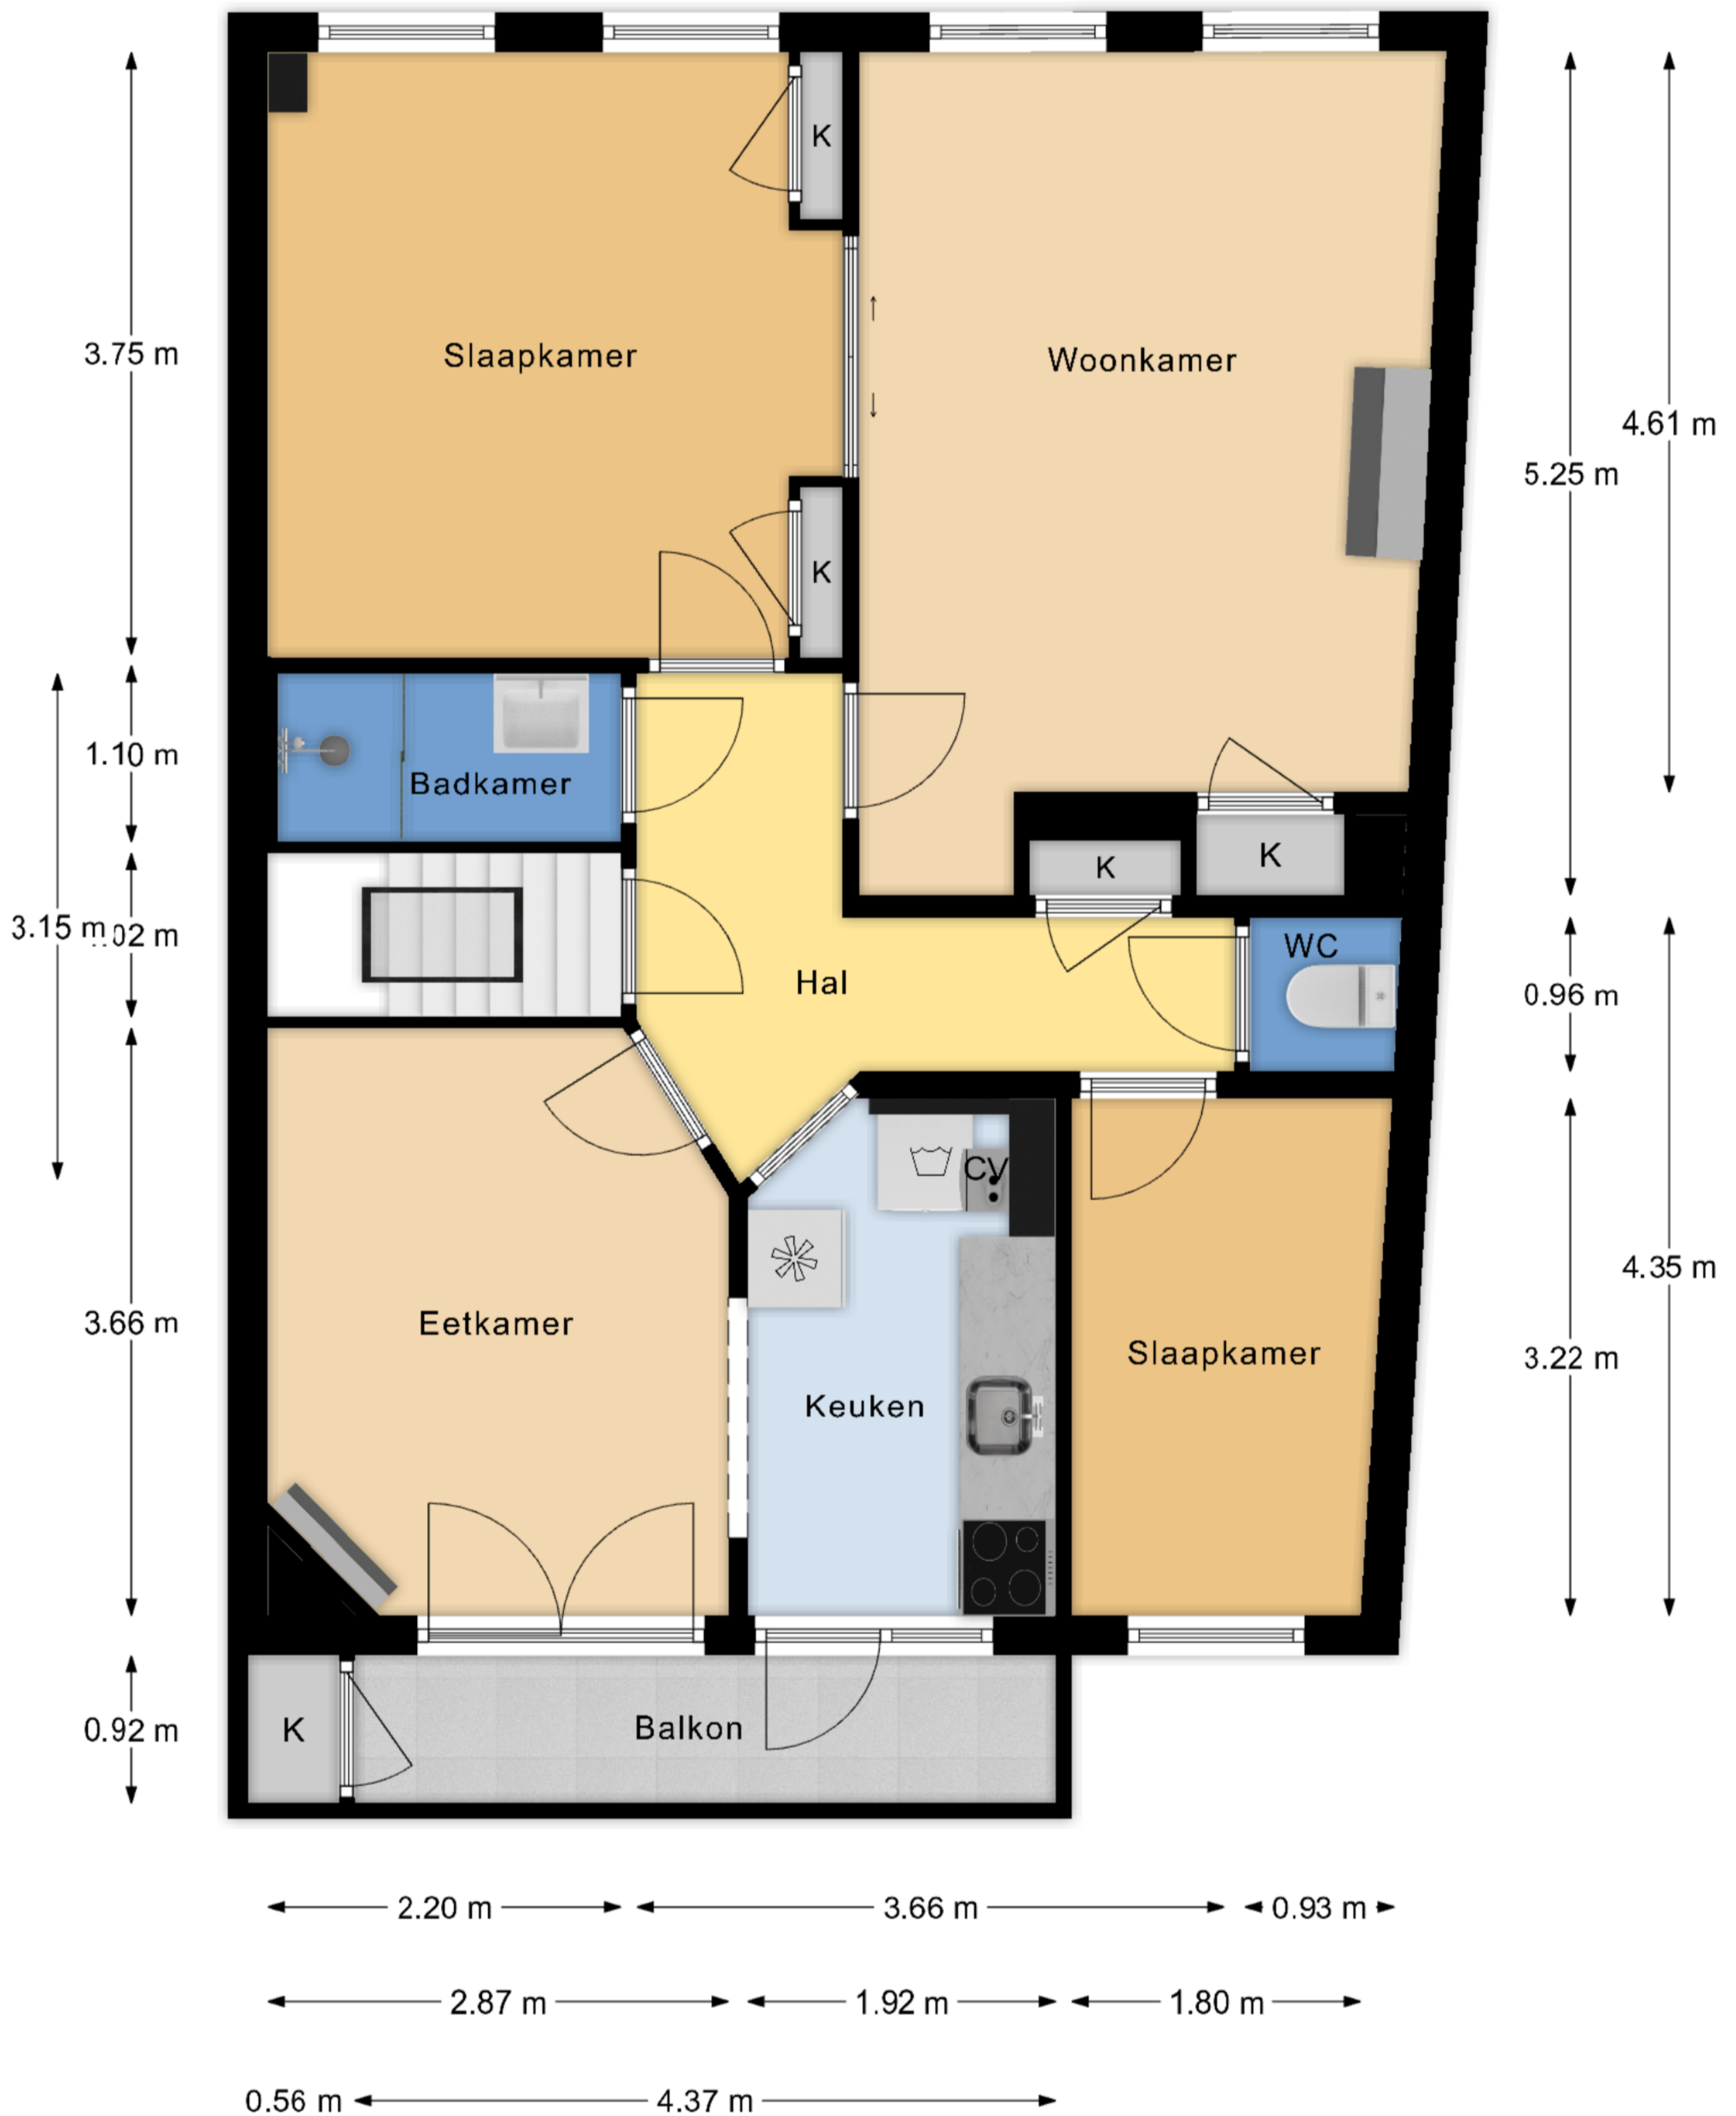 K
3.75 m
Slaapkamer
Woonkamer
4.61 m
5.25 m
K
1.10 m
Badkamer
K
K
3.15 m
WC
Hal
0.96 m
CV
4.35 m
3.66 m
Eetkamer
Slaapkamer
3.22 m
Keuken
K
0.92 m
Balkon
2.20 m
3.66 m
0.93 m
2.87 m
1.92 m
1.80 m
0.56 m
4.37 m